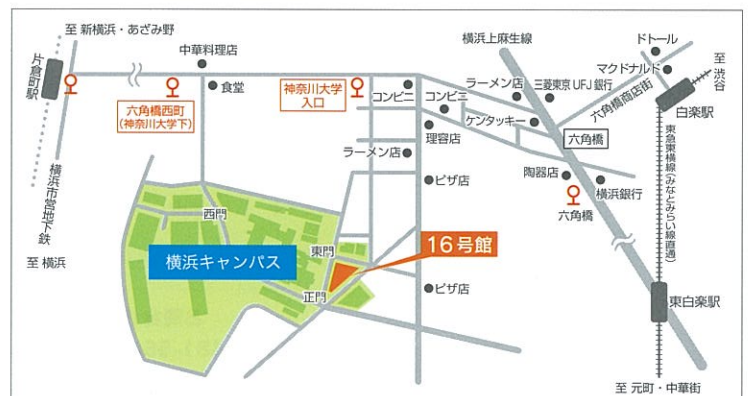 至 新横浜・あざみ野
片倉町駅
中華料理店
食堂
六角橋西町
(神奈川大学下)
神奈川大学
入口
コンビニ
コンビニ
横浜上麻生線
ラーメン店
三菱東京UFJ銀行
ドトール
マクドナルド
至 渋谷
白楽駅
六角橋商店街
ケンタッキー
六角橋
理容店
ラーメン店
ピザ店
陶器店
六角橋
横浜銀行
東急東横線(みなとみらい線直通)
横浜市営地下鉄
至 横浜
西門
横浜キャンパス
東門
16号館
正門
ピザ店
東白楽駅
至 元町・中華街